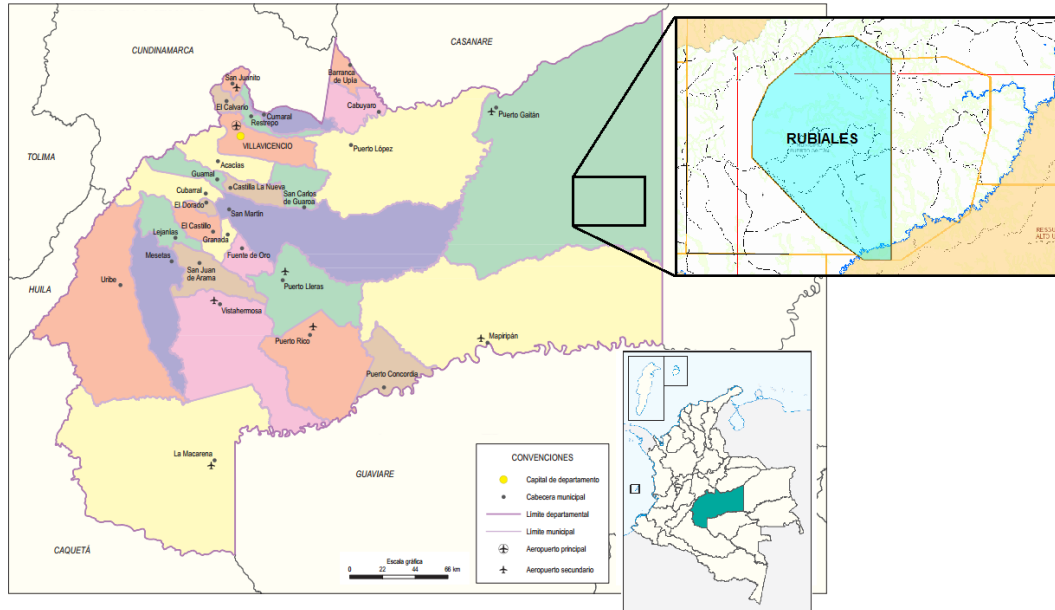 CUNDINAMARCA
CASANARE
TOLIMA
HUILA
CAQUETÁ
GUAVIARE
San Juanito
El Calvario
Restrepo
Cumaral
Barranca
de Upía
Cabuyaro
VILLAVICENCIO
Puerto López
Puerto Gaitán
Acacías
Guamal
Castilla La Nueva
San Carlos
de Guaroa
Cubarral
El Dorado
San Martín
El Castillo
Lejanías
Granada
Fuente de Oro
Mesetas
San Juan
de Arama
Uribe
Puerto Lleras
Vistahermosa
Puerto Rico
Mapiripán
Puerto Concordia
La Macarena
RUBIALES
CONVENCIONES
Capital de departamento
Cabecera municipal
Límite departamental
Límite municipal
Aeropuerto principal
Aeropuerto secundario
Escala gráfica
0 22 44 66 km